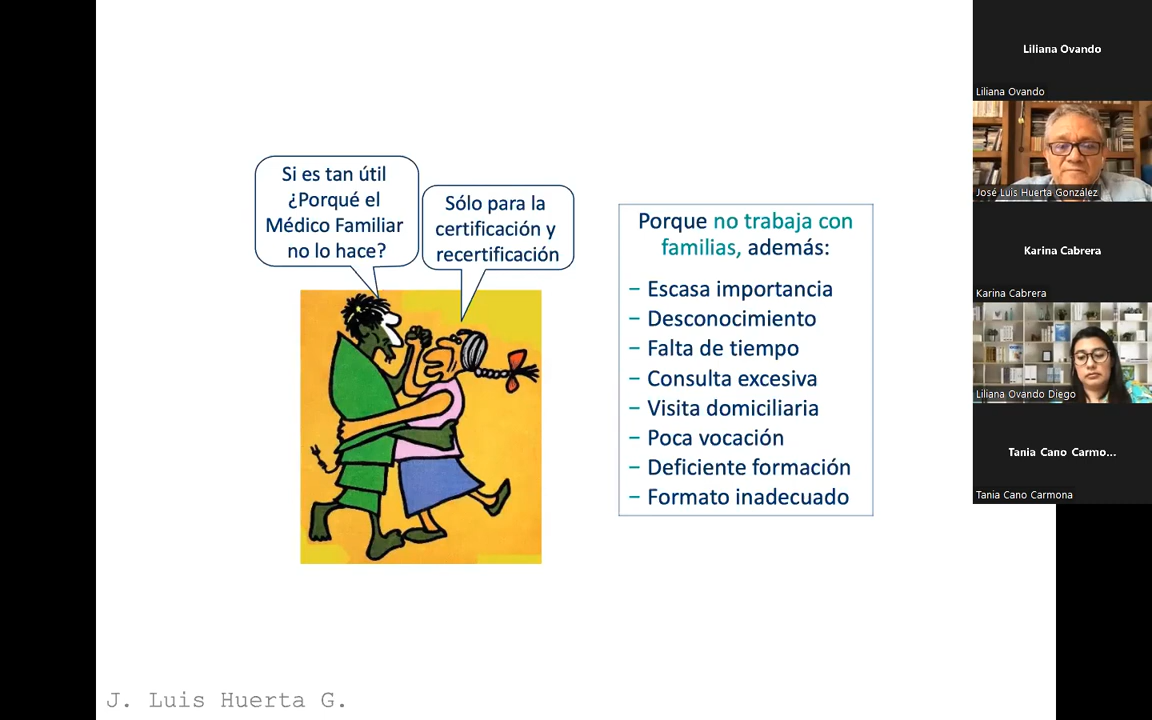 Si es tan útil
¿Porqué el
Médico Familiar
no lo hace?
Sólo para la
certificación y
recertificación
Porque no trabaja con
familias, además:
– Escasa importancia
– Desconocimiento
– Falta de tiempo
– Consulta excesiva
– Visita domiciliaria
– Poca vocación
– Deficiente formación
– Formato inadecuado
J. Luis Huerta G.
Liliana Ovando
Liliana Ovando
José Luis Huerta González
Karina Cabrera
Karina Cabrera
Liliana Ovando Diego
Tania Cano Carmo...
Tania Cano Carmona